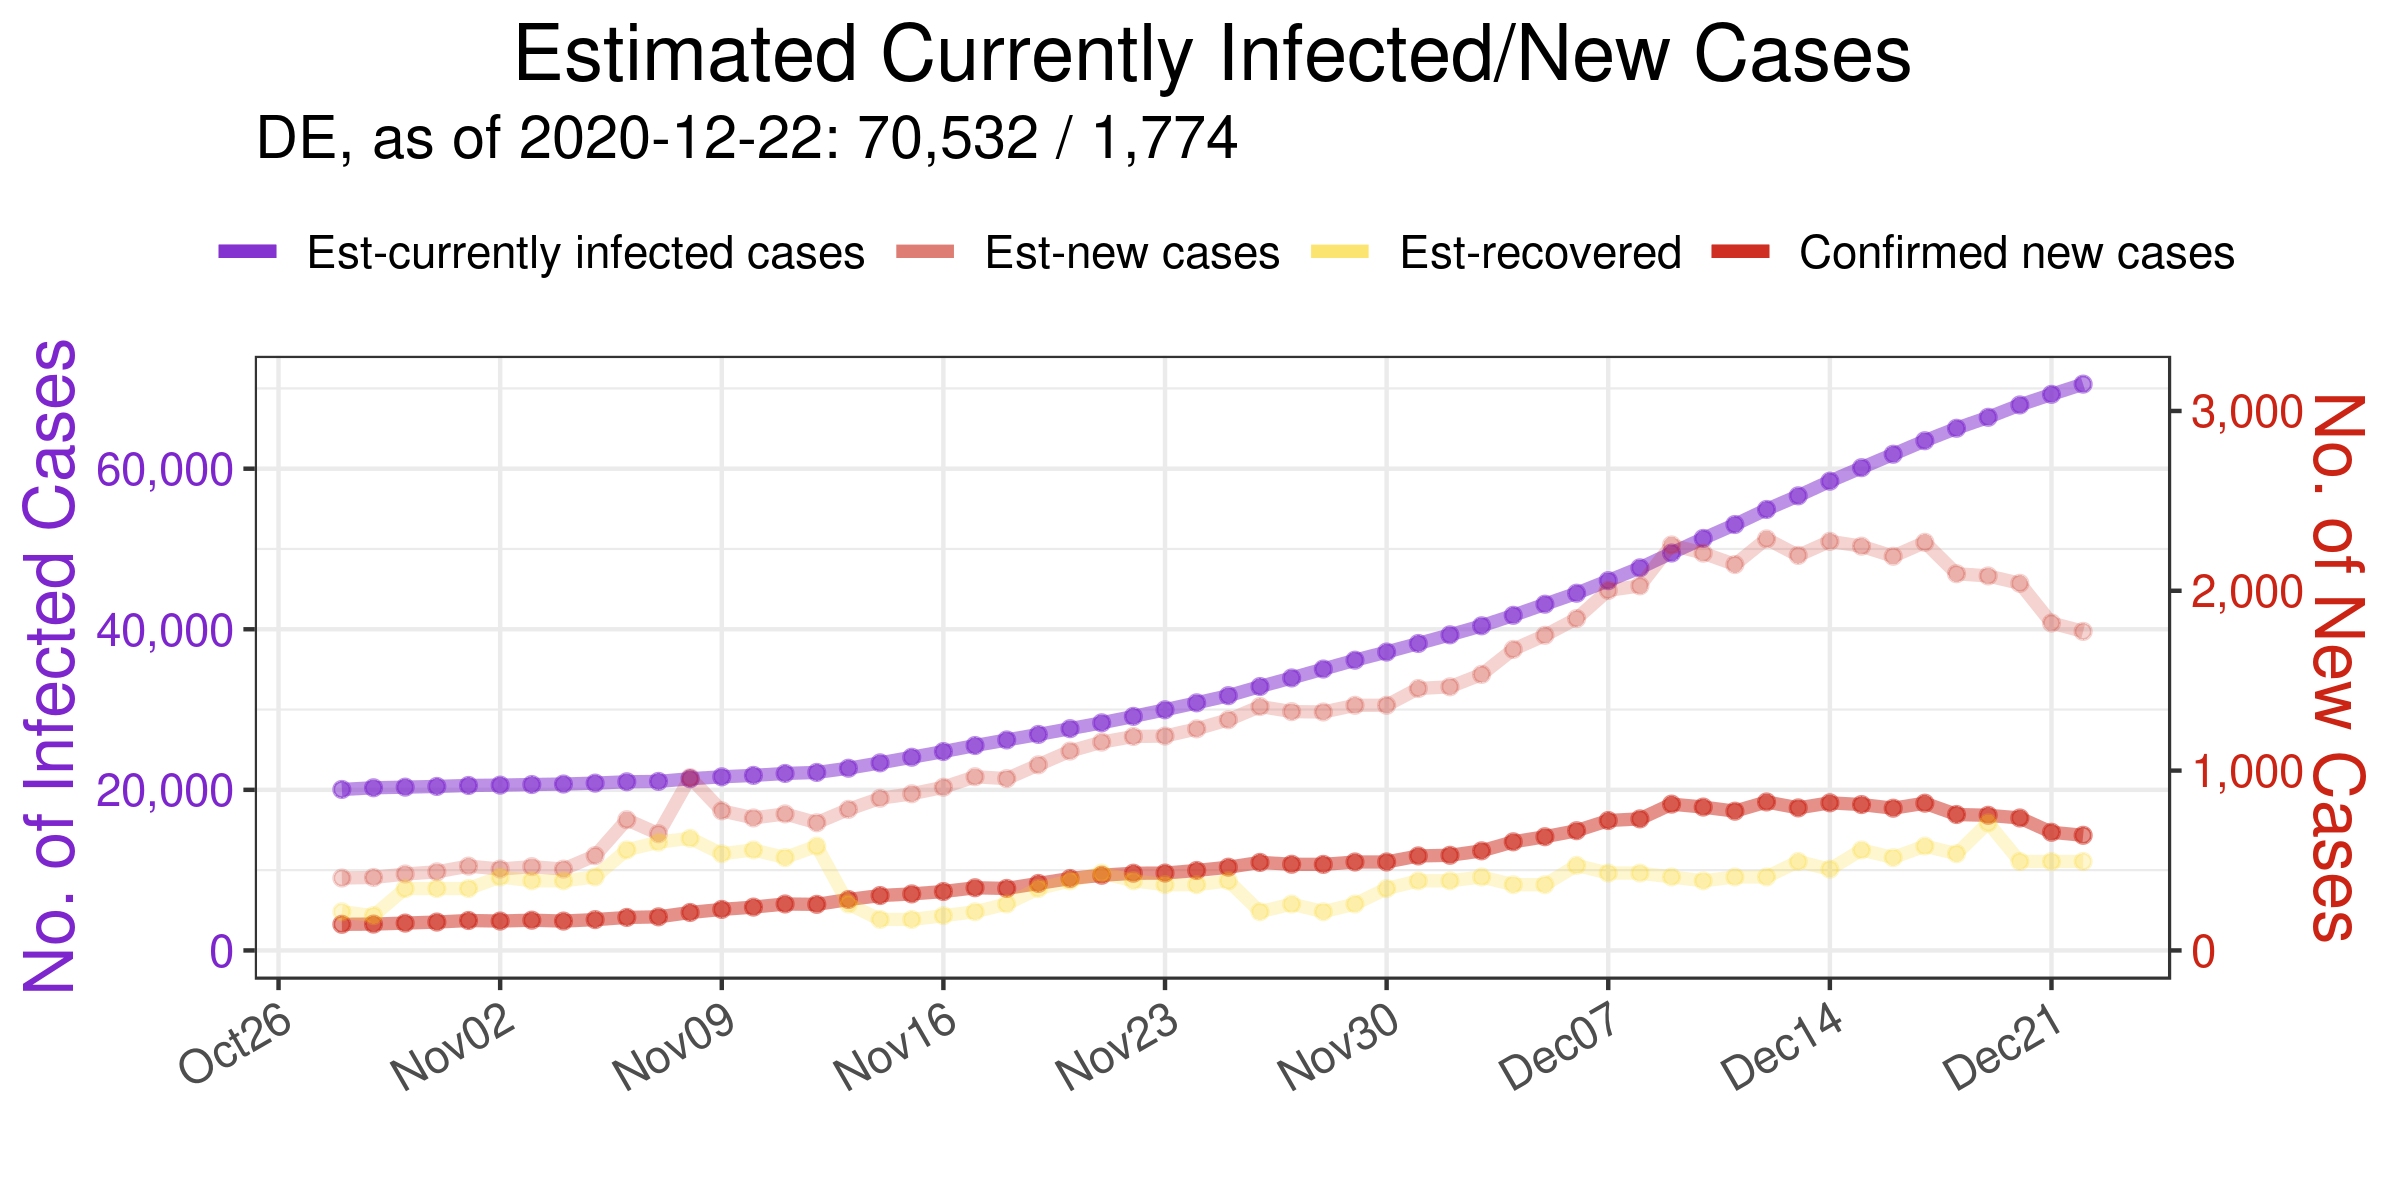 Estimated Currently Infected/New Cases
DE, as of 2020-12-22: 70,532 / 1,774
Est-currently infected cases Est-new cases Est-recovered Confirmed new cases
No. of Infected Cases
60,000
40,000
20,000
0
3,000
2,000
1,000
0
No. of New Cases
Oct26 Nov02 Nov09 Nov16 Nov23 Nov30 Dec07 Dec14 Dec21